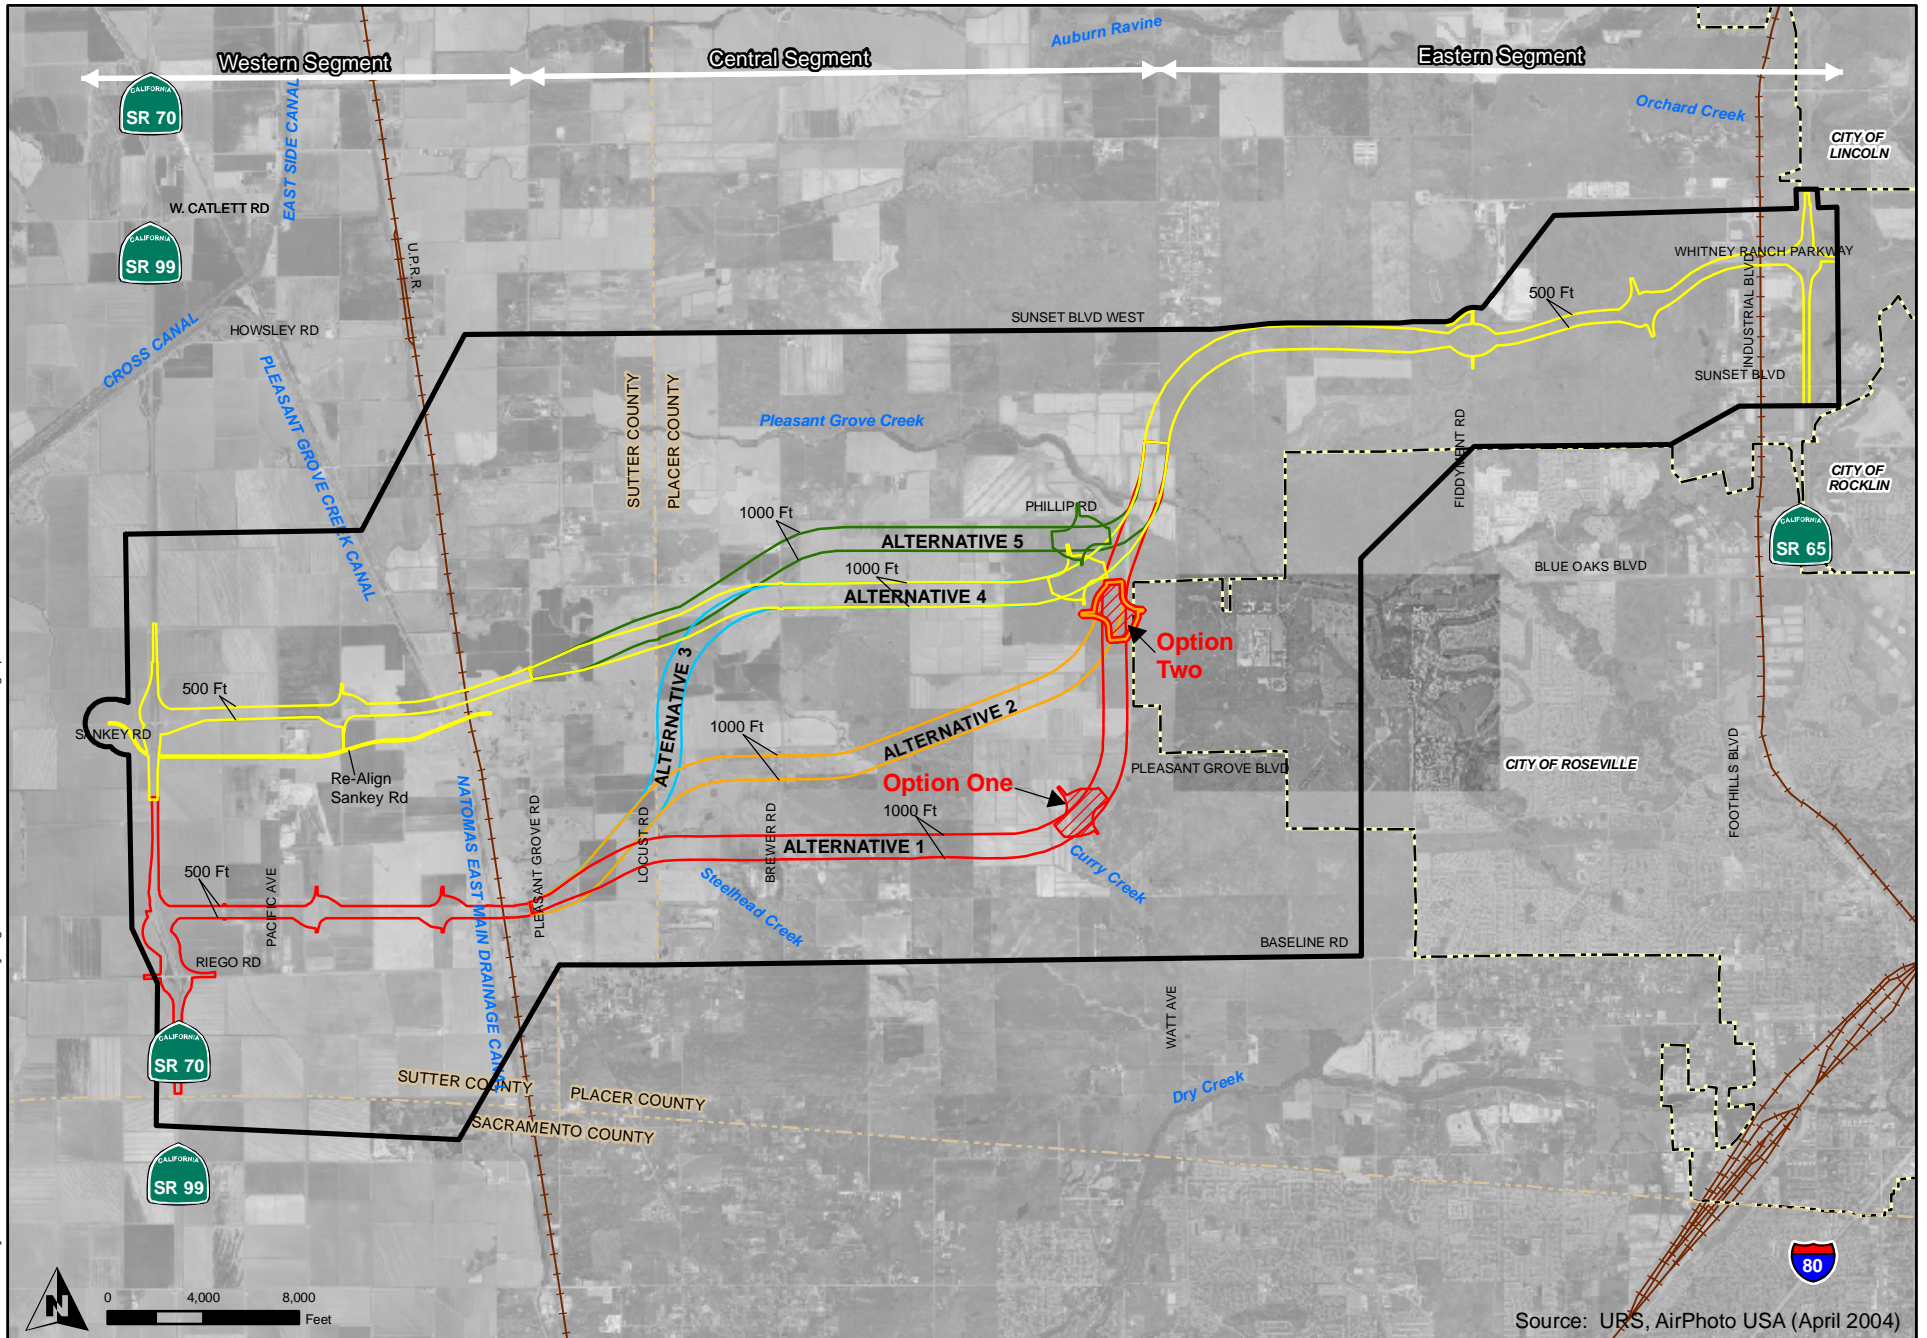 Western Segment
Central Segment
Eastern Segment
Auburn Ravine
Orchard Creek
CALIFORNIA
SR 70
EAST SIDE CANAL
CITY OF
LINCOLN
W. CATLETT RD
CALIFORNIA
SR 99
U.P.R.R.
WHITNEY RANCH PARKWAY
500 Ft
INDUSTRIAL BLVD
SUNSET BLVD WEST
HOWSLEY RD
CROSS CANAL
PLEASANT GROVE CREEK CANAL
SUNSET BLVD
SUTTER COUNTY
PLACER COUNTY
Pleasant Grove Creek
FIDDYMENT RD
CITY OF
ROCKLIN
PHILLIP RD
1000 Ft
ALTERNATIVE 5
CALIFORNIA
SR 65
1000 Ft
ALTERNATIVE 4
BLUE OAKS BLVD
Option
Two
ALTERNATIVE 3
500 Ft
SANKEY RD
1000 Ft
ALTERNATIVE 2
Re-Align
Sankey Rd
PLEASANT GROVE BLVD
CITY OF ROSEVILLE
FOOTHILLS BLVD
Option One
1000 Ft
NATOMAS EAST MAIN DRAINAGE CANAL
PLEASANT GROVE RD
LOCUST RD
BREWER RD
ALTERNATIVE 1
Curry Creek
500 Ft
PACIFIC AVE
Steelhead Creek
RIEGO RD
BASELINE RD
WATT AVE
CALIFORNIA
SR 70
SUTTER COUNTY
PLACER COUNTY
SACRAMENTO COUNTY
Dry Creek
CALIFORNIA
SR 99
80
N
0 4,000 8,000
Feet
Source: URS, AirPhoto USA (April 2004)